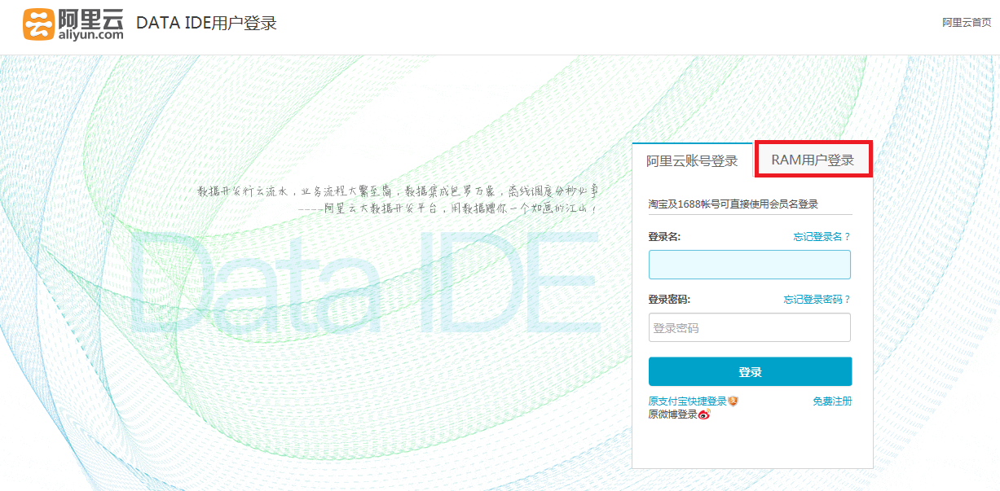 阿里云
aliyun.com
DATA IDE用户登录
阿里云首页
数据开发行云流水，业务流程大繁至简；数据集成包罗万象，离线调度分秒必争
----阿里云大数据开发平台，用数据赠你一个如画的江山！
Data IDE
阿里云账号登录
RAM用户登录
淘宝及1688帐号可直接使用会员名登录
登录名:
忘记登录名？
登录密码:
忘记登录密码？
登录密码
登录
原支付宝快捷登录
免费注册
原微博登录